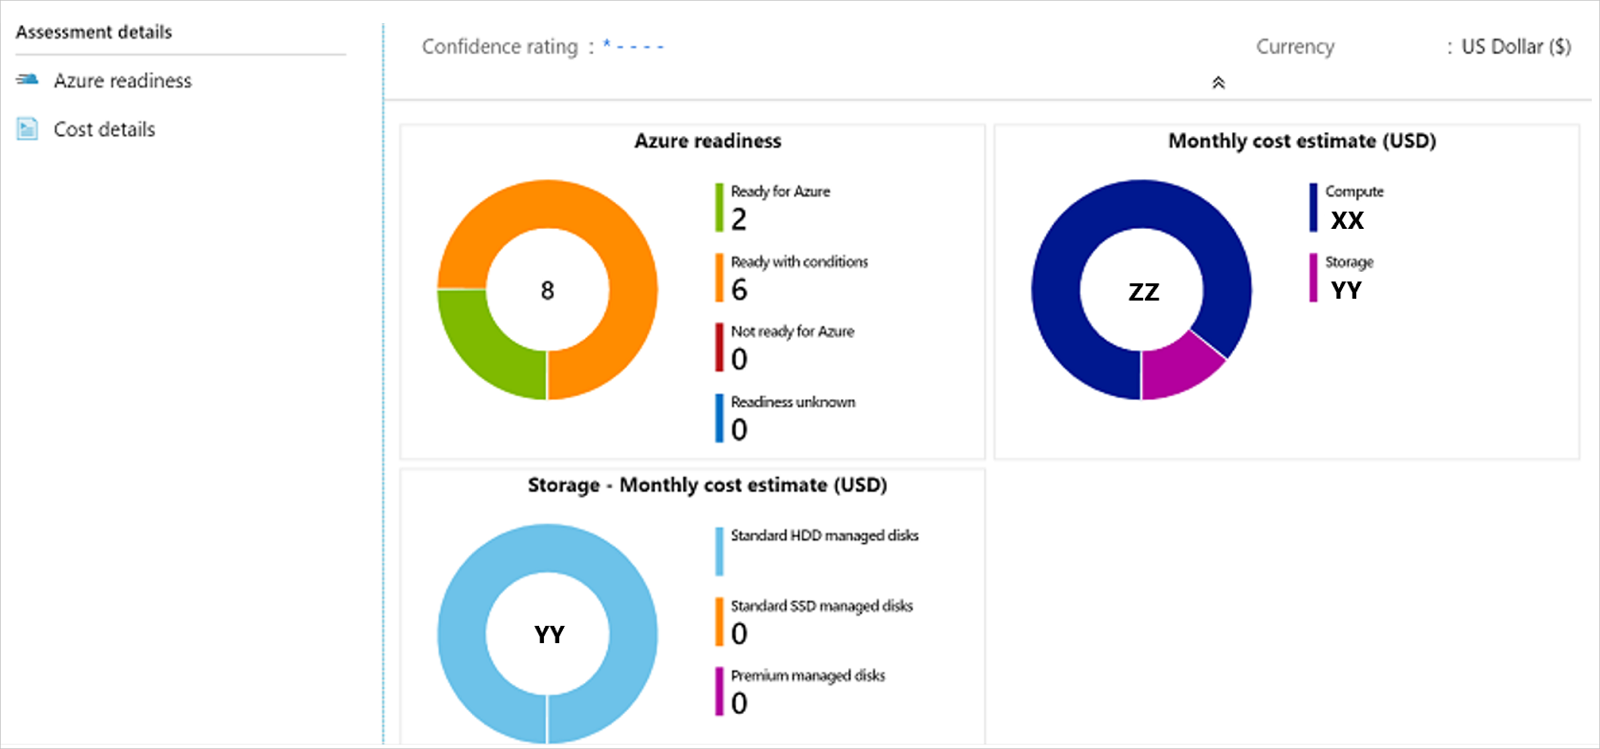 Assessment details
Azure readiness
Cost details
Confidence rating : * - - - -
Currency : US Dollar ($)
Azure readiness
8
Ready for Azure
2
Ready with conditions
6
Not ready for Azure
0
Readiness unknown
0
Monthly cost estimate (USD)
ZZ
Compute
XX
Storage
YY
Storage - Monthly cost estimate (USD)
YY
Standard HDD managed disks
Standard SSD managed disks
0
Premium managed disks
0